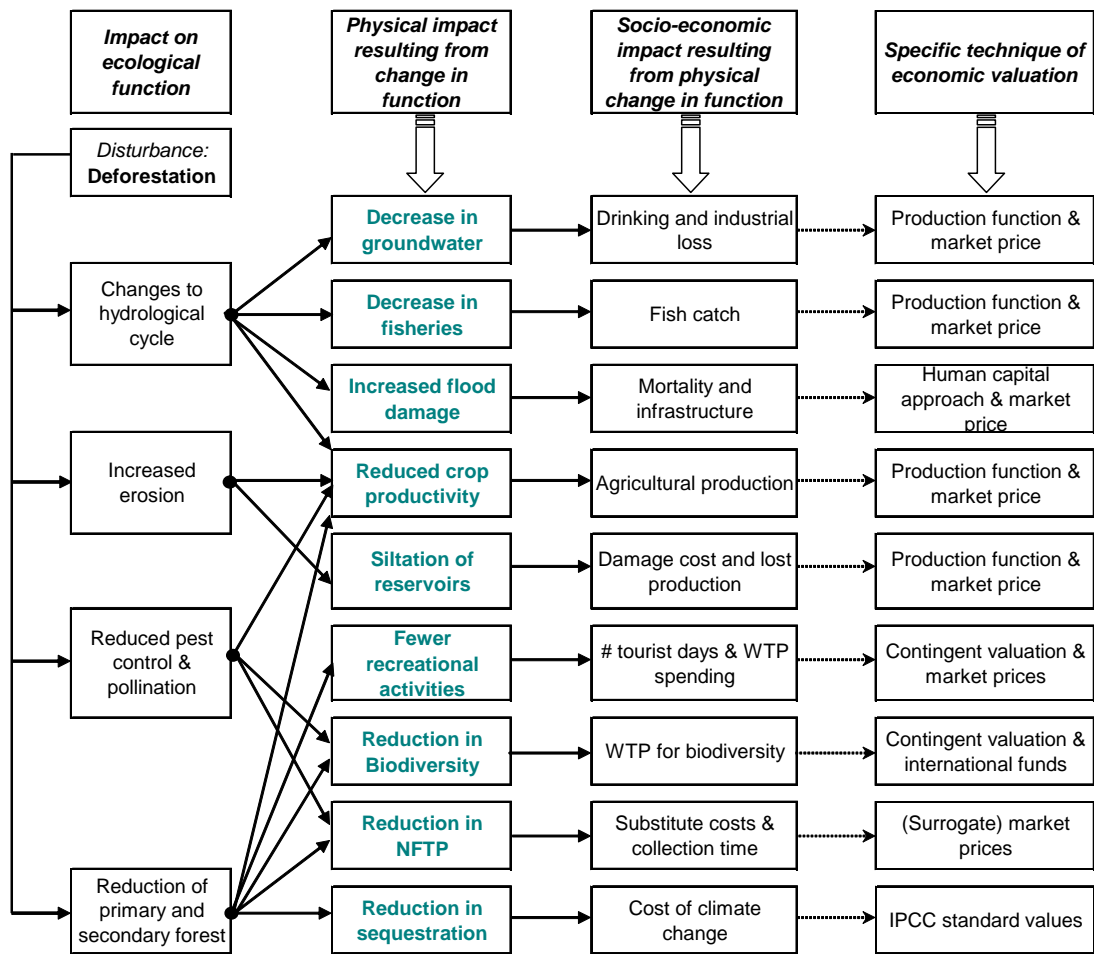 Impact on
ecological
function
Physical impact
resulting from
change in
function
Socio-economic
impact resulting
from physical
change in function
Specific technique of
economic valuation
Disturbance:
Deforestation
Changes to
hydrological
cycle
Increased
erosion
Reduced pest
control &
pollination
Reduction of
primary and
secondary forest
Decrease in
groundwater
Drinking and industrial
loss
Production function &
market price
Decrease in
fisheries
Fish catch
Production function &
market price
Increased flood
damage
Mortality and
infrastructure
Human capital
approach & market
price
Reduced crop
productivity
Agricultural production
Production function &
market price
Siltation of
reservoirs
Damage cost and lost
production
Production function &
market price
Fewer
recreational
activities
# tourist days & WTP
spending
Contingent valuation &
market prices
Reduction in
Biodiversity
WTP for biodiversity
Contingent valuation &
international funds
Reduction in
NFTP
Substitute costs &
collection time
(Surrogate) market
prices
Reduction in
sequestration
Cost of climate
change
IPCC standard values